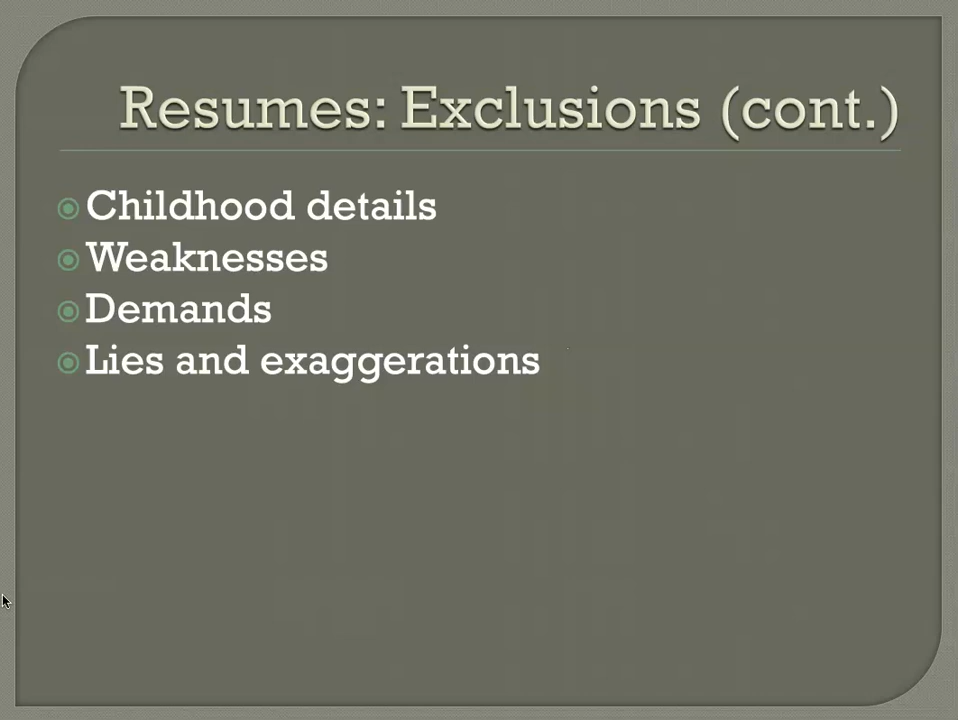 Resumes: Exclusions (cont.)
Childhood details
Weaknesses
Demands
Lies and exaggerations